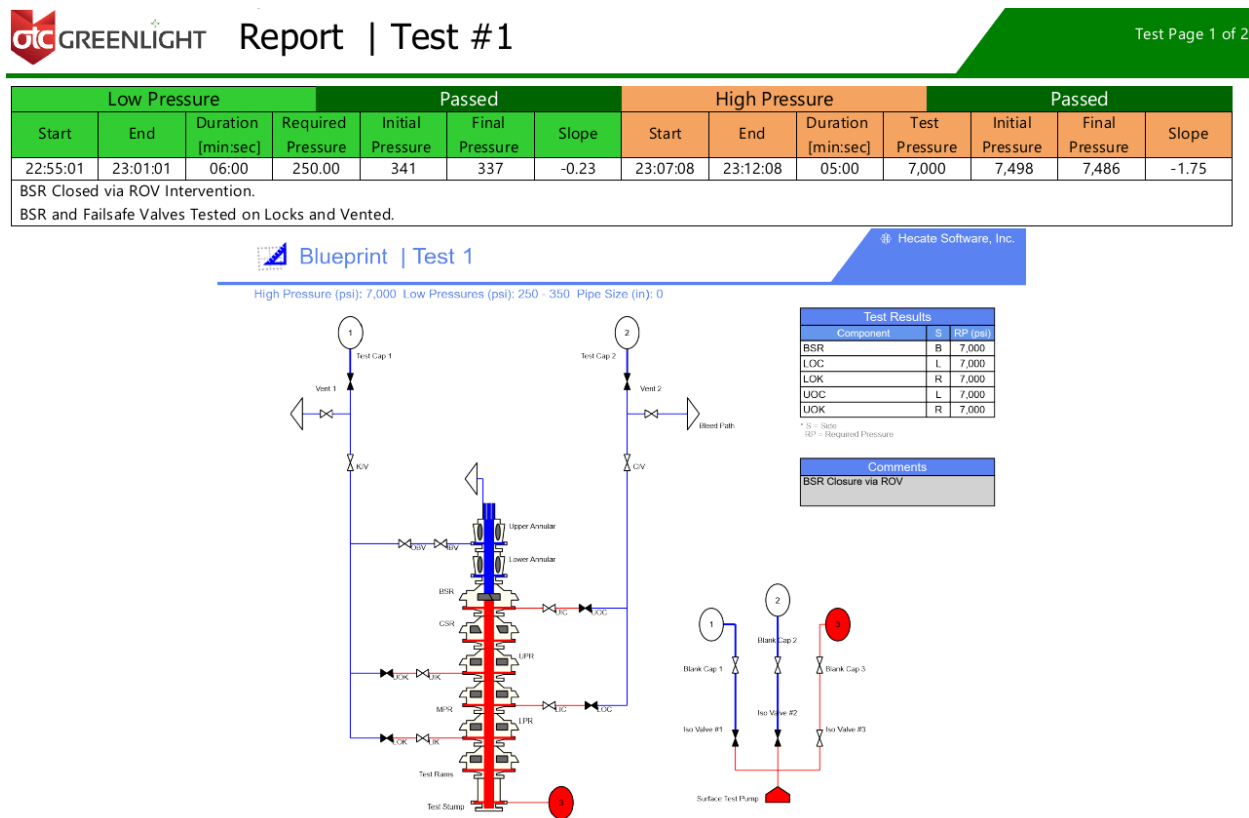 otc GREENLIGHT Report | Test #1
Test Page 1 of 2
Low Pressure Passed High Pressure Passed
Start End Duration [min:sec] Required Pressure Initial Pressure Final Pressure Slope Start End Duration [min:sec] Test Pressure Initial Pressure Final Pressure Slope
22:55:01 23:01:01 06:00 250.00 341 337 -0.23 23:07:08 23:12:08 05:00 7,000 7,498 7,486 -1.75
BSR Closed via ROV Intervention.
BSR and Failsafe Valves Tested on Locks and Vented.
Blueprint | Test 1
Hecate Software, Inc.
High Pressure (psi): 7,000 Low Pressures (psi): 250 - 350 Pipe Size (in): 0
Test Results
Component S RP (psi)
BSR B 7,000
LOC L 7,000
LOK R 7,000
UOC L 7,000
UOK R 7,000
* S = Side
RP = Required Pressure
Comments
BSR Closure via ROV
1
2
Test Cap 1
Test Cap 2
Vent 1
Vent 2
Bleed Path
KIV
CIV
Upper Annular
OBV IBV
Lower Annular
BSR
UIC UOC
CSR
UPR
UOK UIK
MPR
LIC LOC
LPR
LOK LIK
Test Rams
Test Stump
3
1
2
3
Blank Cap 2
Blank Cap 1
Blank Cap 3
Iso Valve #2
Iso Valve #1
Iso Valve #3
Surface Test Pump